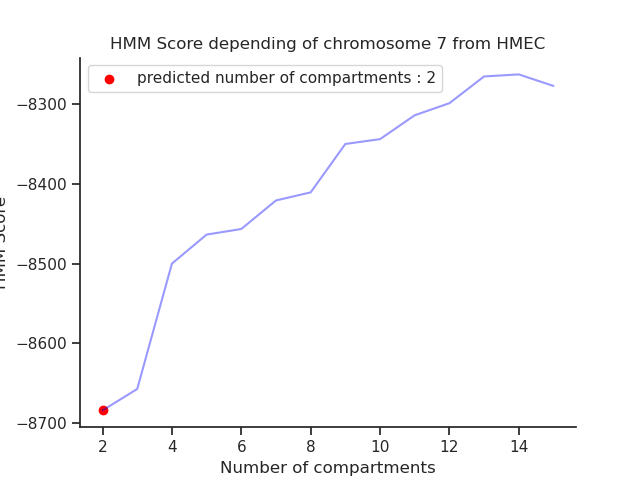 HMM Score depending of chromosome 7 from HMEC
predicted number of compartments : 2
−8300
−8400
−8500
−8600
−8700
HMM Score
2 4 6 8 10 12 14
Number of compartments